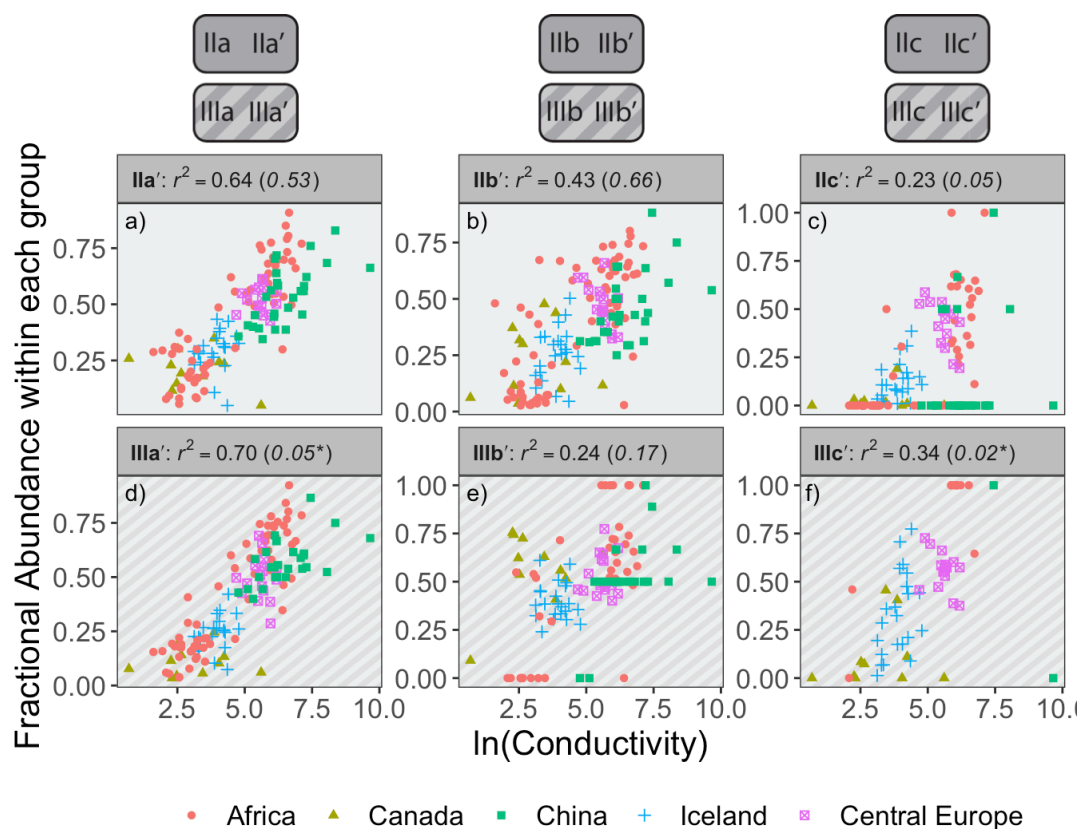 IIa IIa′ IIb IIb′ IIc IIc′
IIIa IIIa′ IIIb IIIb′ IIIc IIIc′
Fractional Abundance within each group
IIa′: r² = 0.64 (0.53)
IIb′: r² = 0.43 (0.66)
IIc′: r² = 0.23 (0.05)
a)
0.75
0.50
0.25
b)
0.75
0.50
0.25
0.00
c)
1.00
0.75
0.50
0.25
0.00
IIIa′: r² = 0.70 (0.05*)
IIIb′: r² = 0.24 (0.17)
IIIc′: r² = 0.34 (0.02*)
d)
0.75
0.50
0.25
0.00
e)
1.00
0.75
0.50
0.25
0.00
f)
1.00
0.75
0.50
0.25
0.00
2.5 5.0 7.5 10.0 2.5 5.0 7.5 10.0 2.5 5.0 7.5 10.0
ln(Conductivity)
Africa Canada China Iceland Central Europe